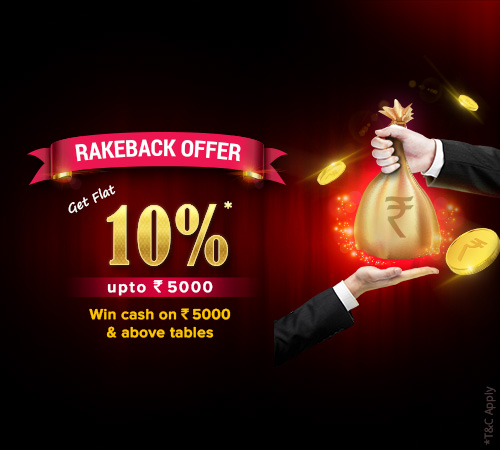 RAKEBACK OFFER
Get Flat
10%*
upto ₹ 5000
Win cash on ₹ 5000
& above tables
₹
*T&C Apply